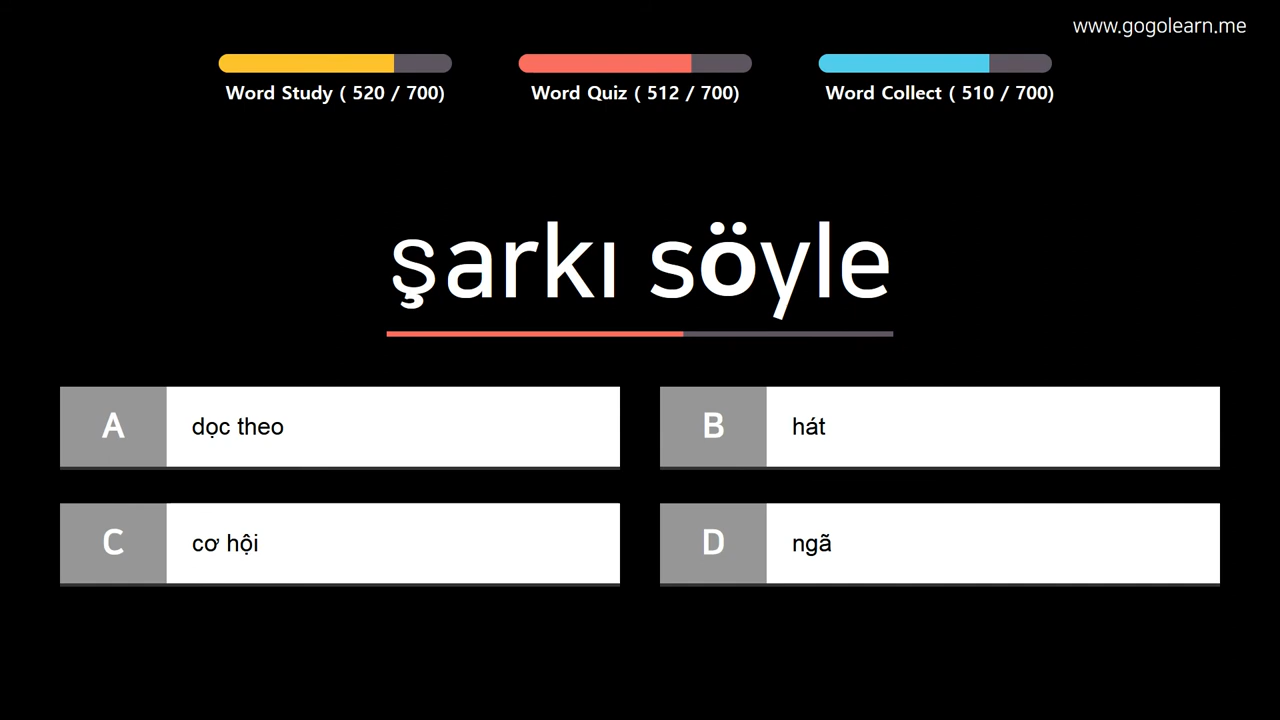 www.gogolearn.me
Word Study ( 520 / 700)
Word Quiz ( 512 / 700)
Word Collect ( 510 / 700)
şarkı söyle
A dọc theo
B hát
C cơ hội
D ngã